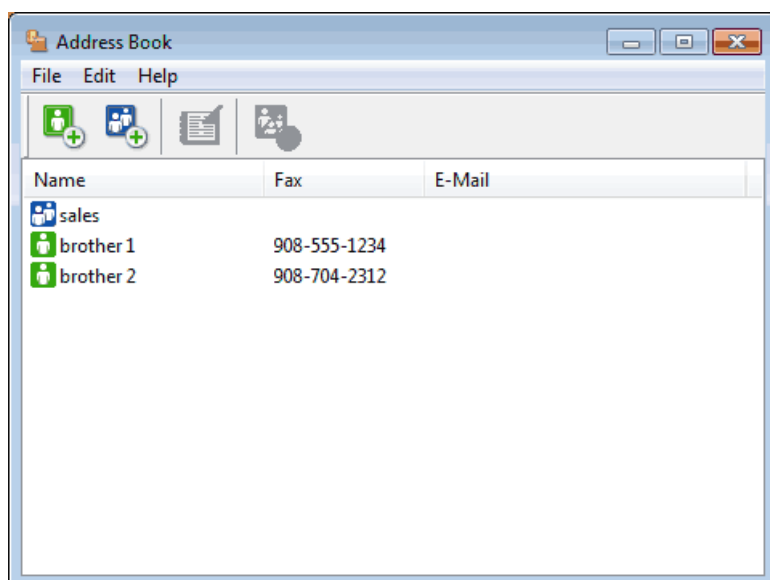 Address Book
File Edit Help
Name Fax E-Mail
sales
brother 1 908-555-1234
brother 2 908-704-2312